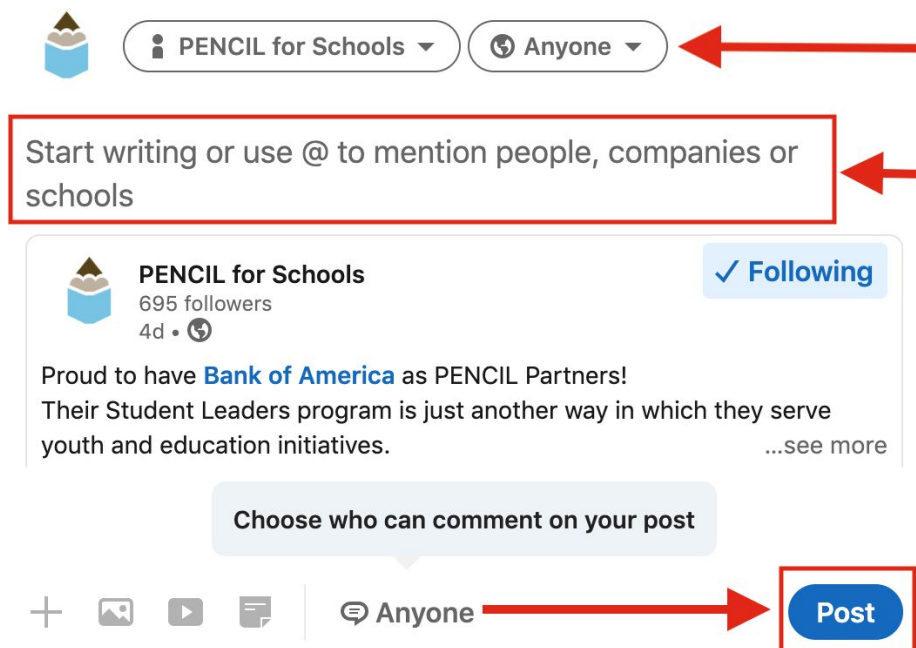 PENCIL for Schools Anyone
Start writing or use @ to mention people, companies or
schools
PENCIL for Schools
✓ Following
695 followers
4d •
Proud to have Bank of America as PENCIL Partners!
Their Student Leaders program is just another way in which they serve
youth and education initiatives. ...see more
Choose who can comment on your post
Anyone Post